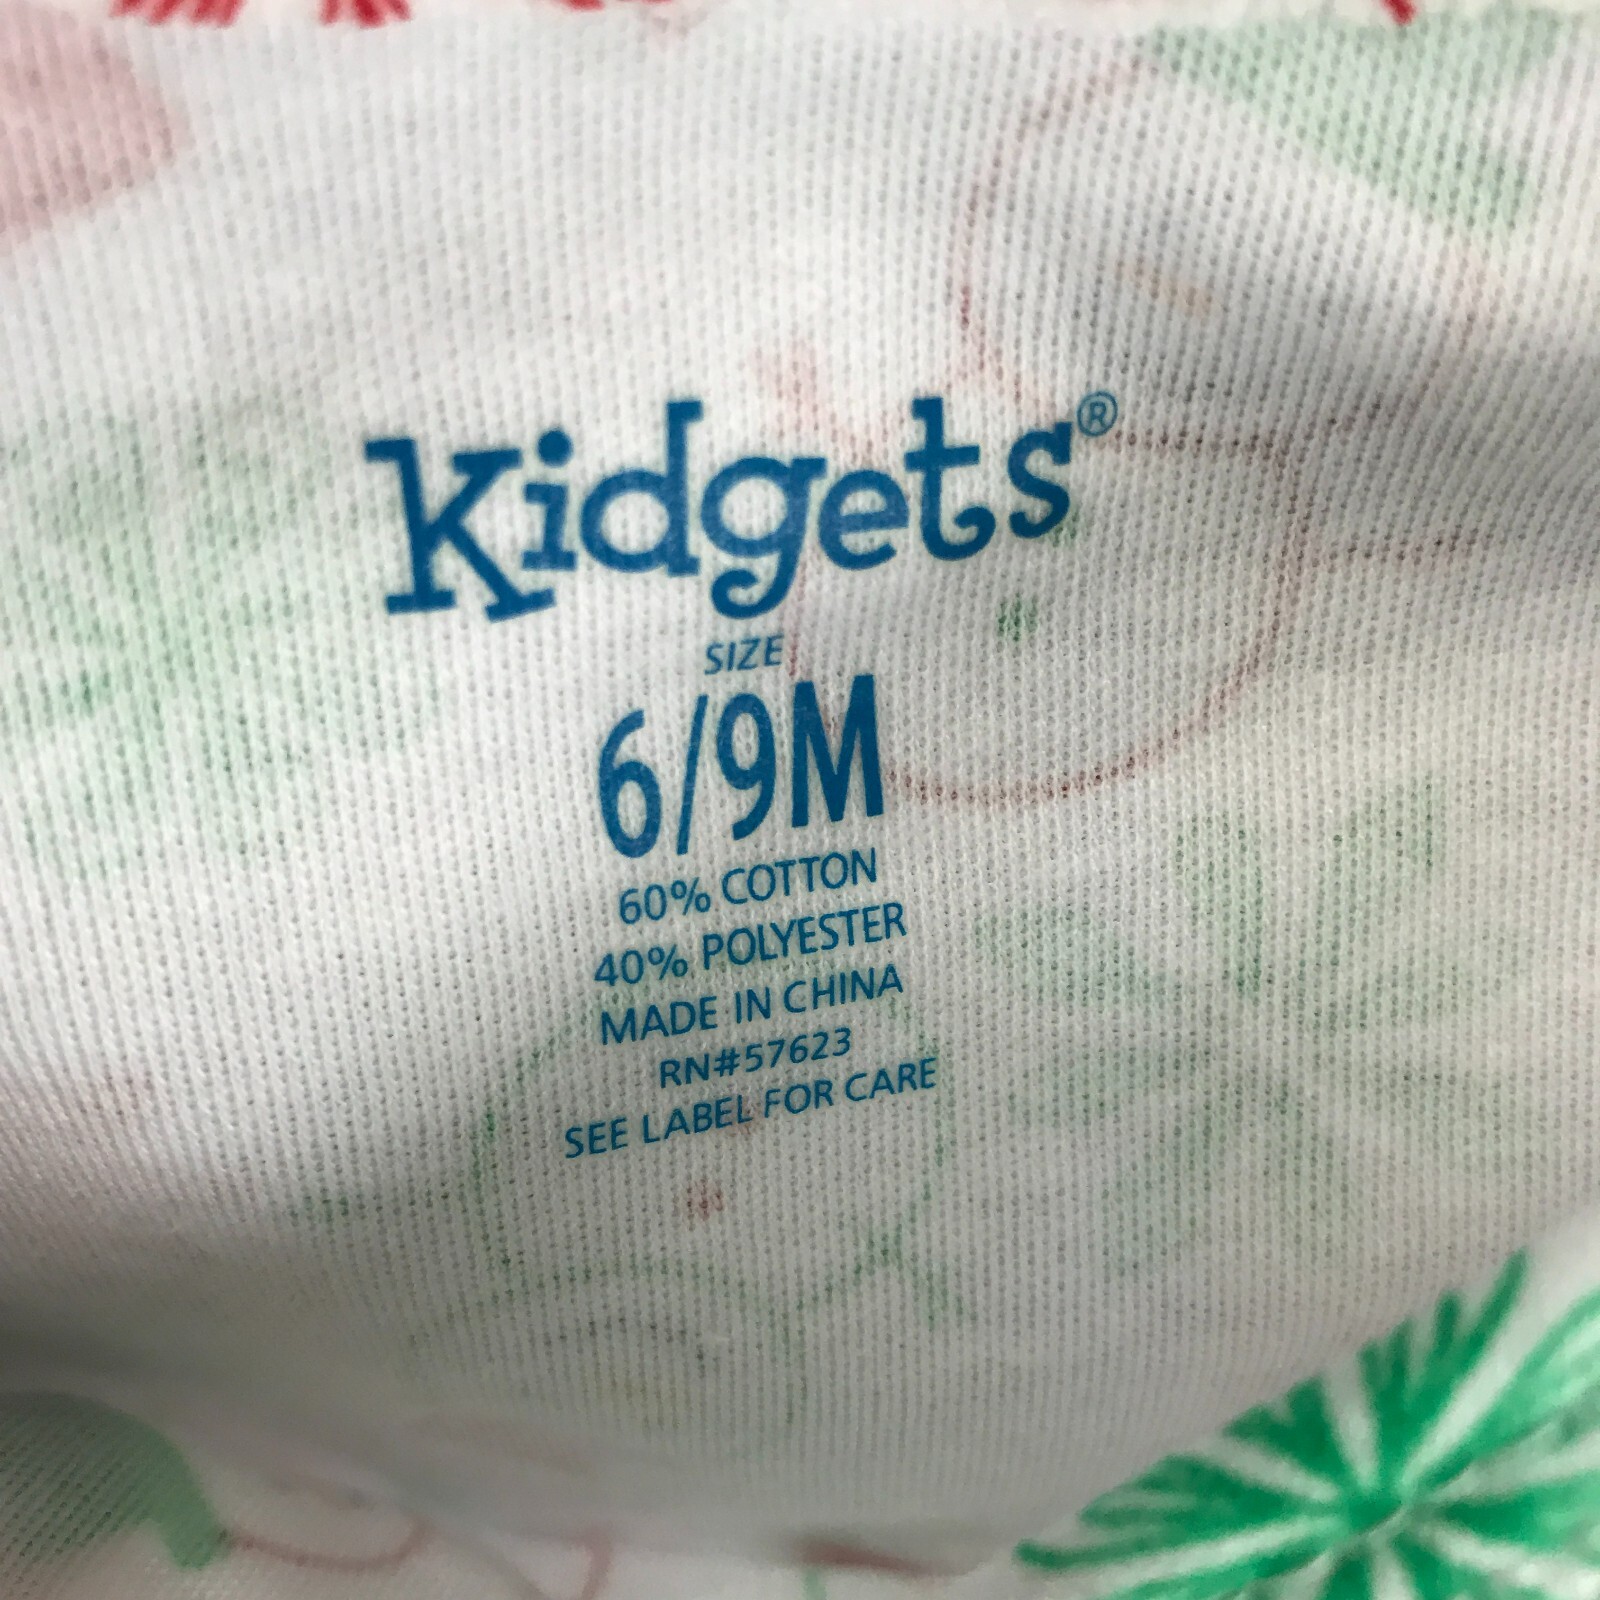 Kidgets®
SIZE
6/9M
60% COTTON
40% POLYESTER
MADE IN CHINA
RN#57623
SEE LABEL FOR CARE